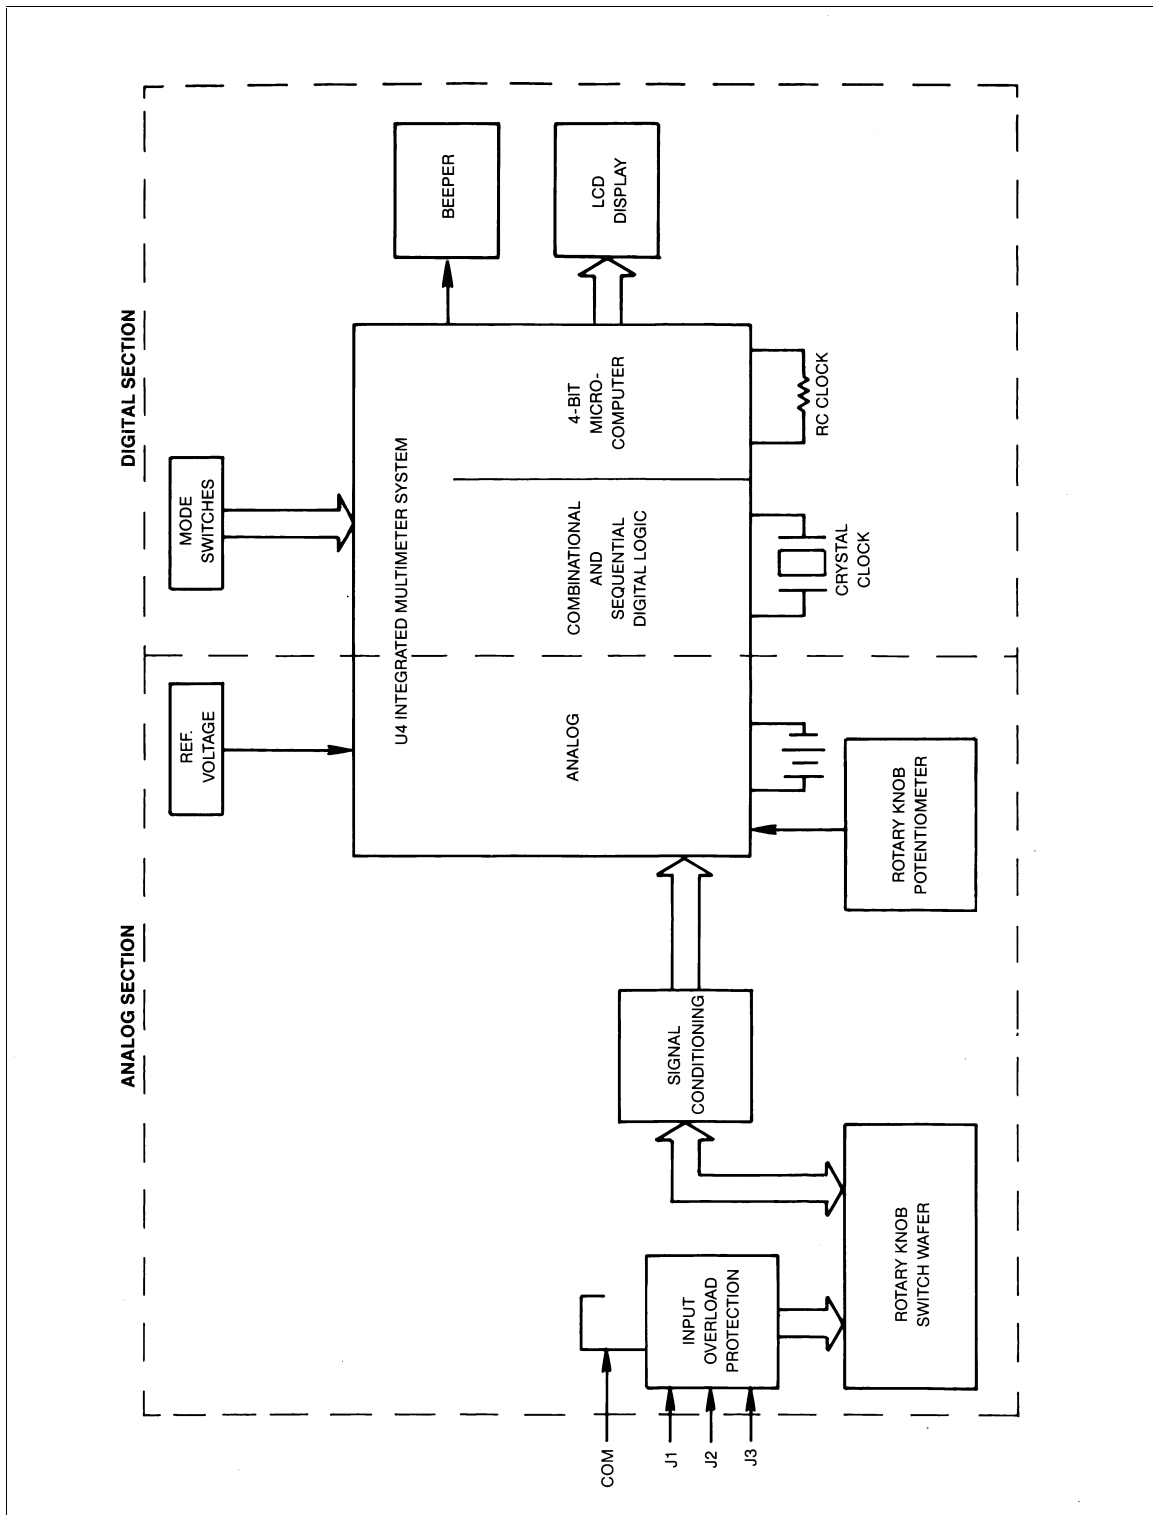 ANALOG SECTION
DIGITAL SECTION
REF.
VOLTAGE
MODE
SWITCHES
BEEPER
U4 INTEGRATED MULTIMETER SYSTEM
ANALOG
COMBINATIONAL
AND
SEQUENTIAL
DIGITAL LOGIC
4-BIT
MICRO-
COMPUTER
LCD
DISPLAY
COM
J1
J2
J3
INPUT
OVERLOAD
PROTECTION
SIGNAL
CONDITIONING
ROTARY KNOB
SWITCH WAFER
ROTARY KNOB
POTENTIOMETER
CRYSTAL
CLOCK
RC CLOCK